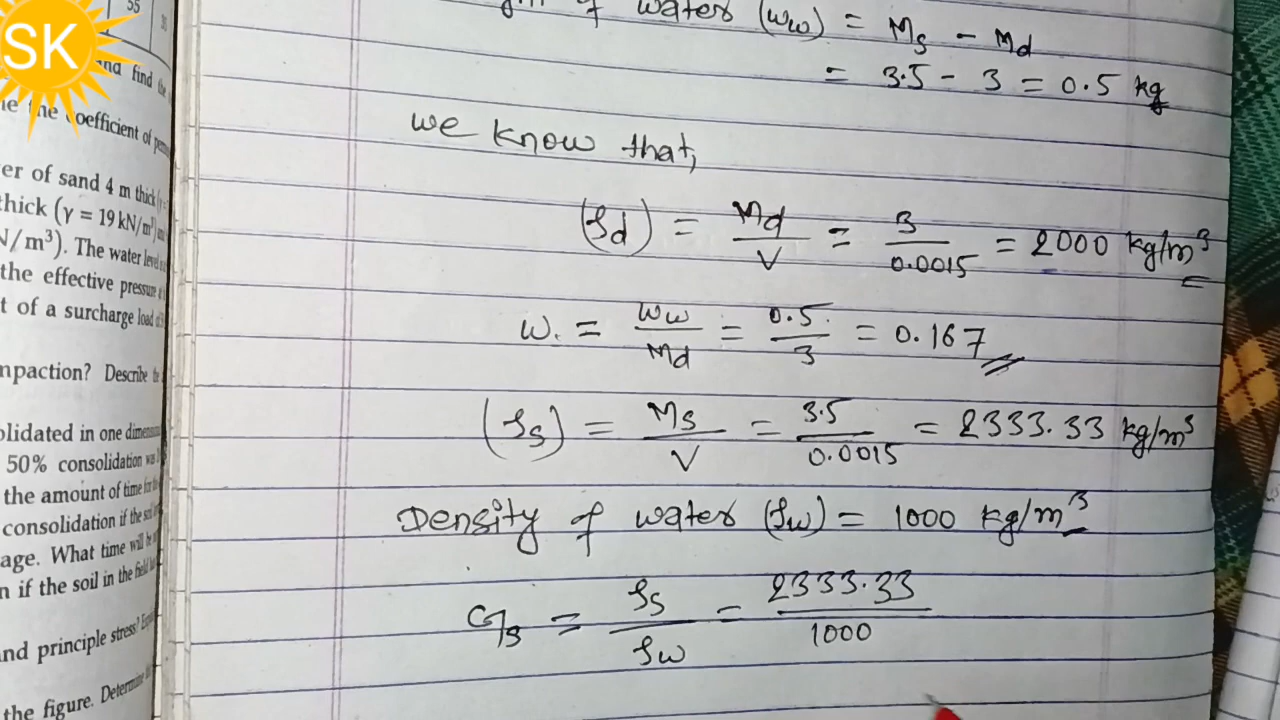 SK
55
and find the
the coefficient of
er of sand 4 m thick
thick (γ = 19 kN/m³)
N/m³). The water level
the effective pressure
t of a surcharge load
mpaction? Describe
olidated in one
50% consolidation was
the amount of time for
consolidation if the soil
age. What time will be
n if the soil in the field
and principle stress?
the figure. Determine
of water (Ww) = Ms - Md
= 3.5 - 3 = 0.5 kg
we know that,
(ρd) = Md / V = 3 / 0.0015 = 2000 kg/m³
w. = Ww / Md = 0.5 / 3 = 0.167
(ρs) = Ms / V = 3.5 / 0.0015 = 2333.33 kg/m³
Density of water (ρw) = 1000 kg/m³
Gs = ρs / ρw = 2333.33 / 1000